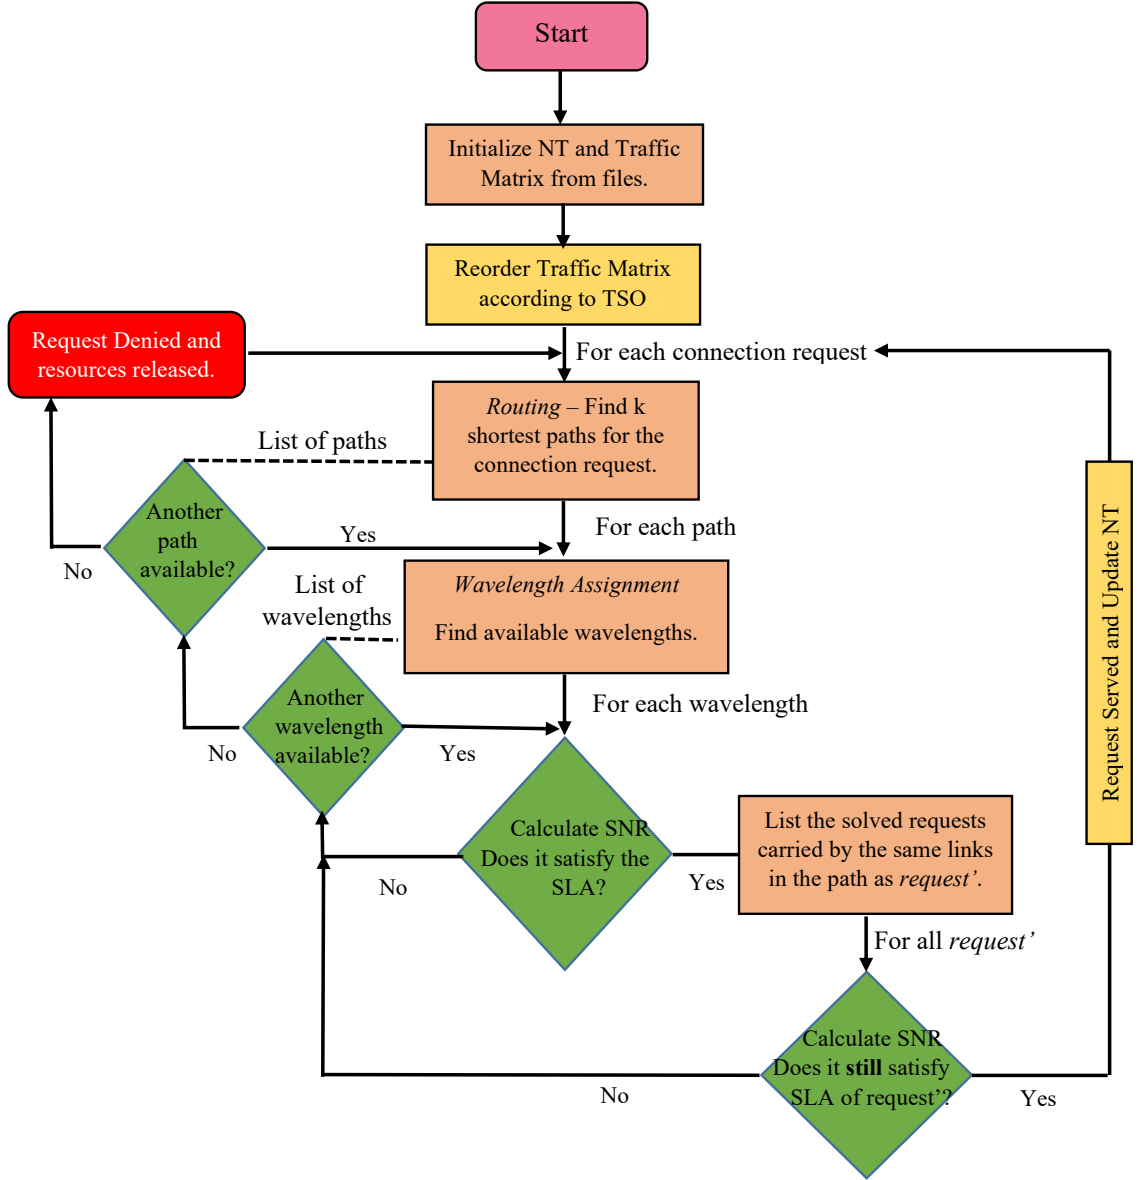 Start
Initialize NT and Traffic
Matrix from files.
Reorder Traffic Matrix
according to TSO
Request Denied and
resources released.
For each connection request
Routing – Find k
shortest paths for the
connection request.
List of paths
Another
path
available?
Yes
No
For each path
List of
wavelengths
Wavelength Assignment
Find available wavelengths.
Request Served and Update NT
Another
wavelength
available?
No
Yes
For each wavelength
Calculate SNR
Does it satisfy the
SLA?
No
Yes
List the solved requests
carried by the same links
in the path as request’.
For all request’
Calculate SNR
Does it still satisfy
SLA of request’?
No
Yes